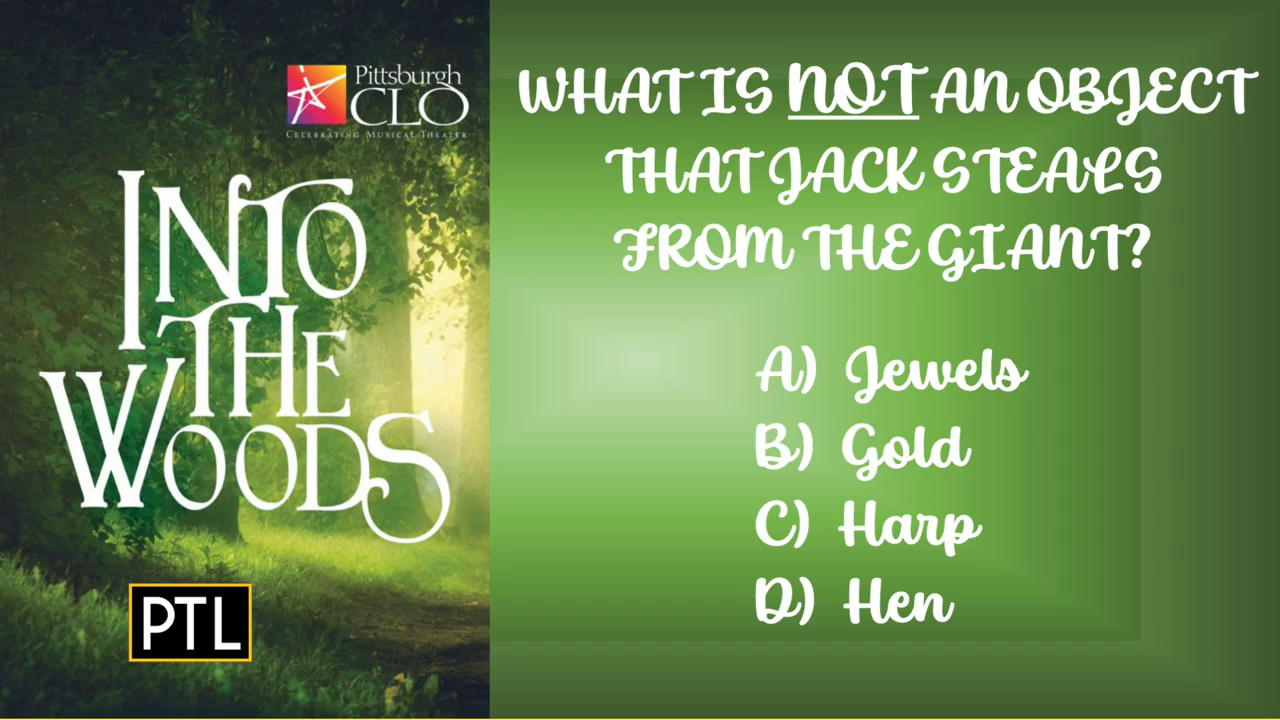 Pittsburgh
CLO
CELEBRATING MUSICAL THEATER
INTO
THE
WOODS
PTL
WHAT IS NOT AN OBJECT
THAT JACK STEALS
FROM THE GIANT?
A) Jewels
B) Gold
C) Harp
D) Hen